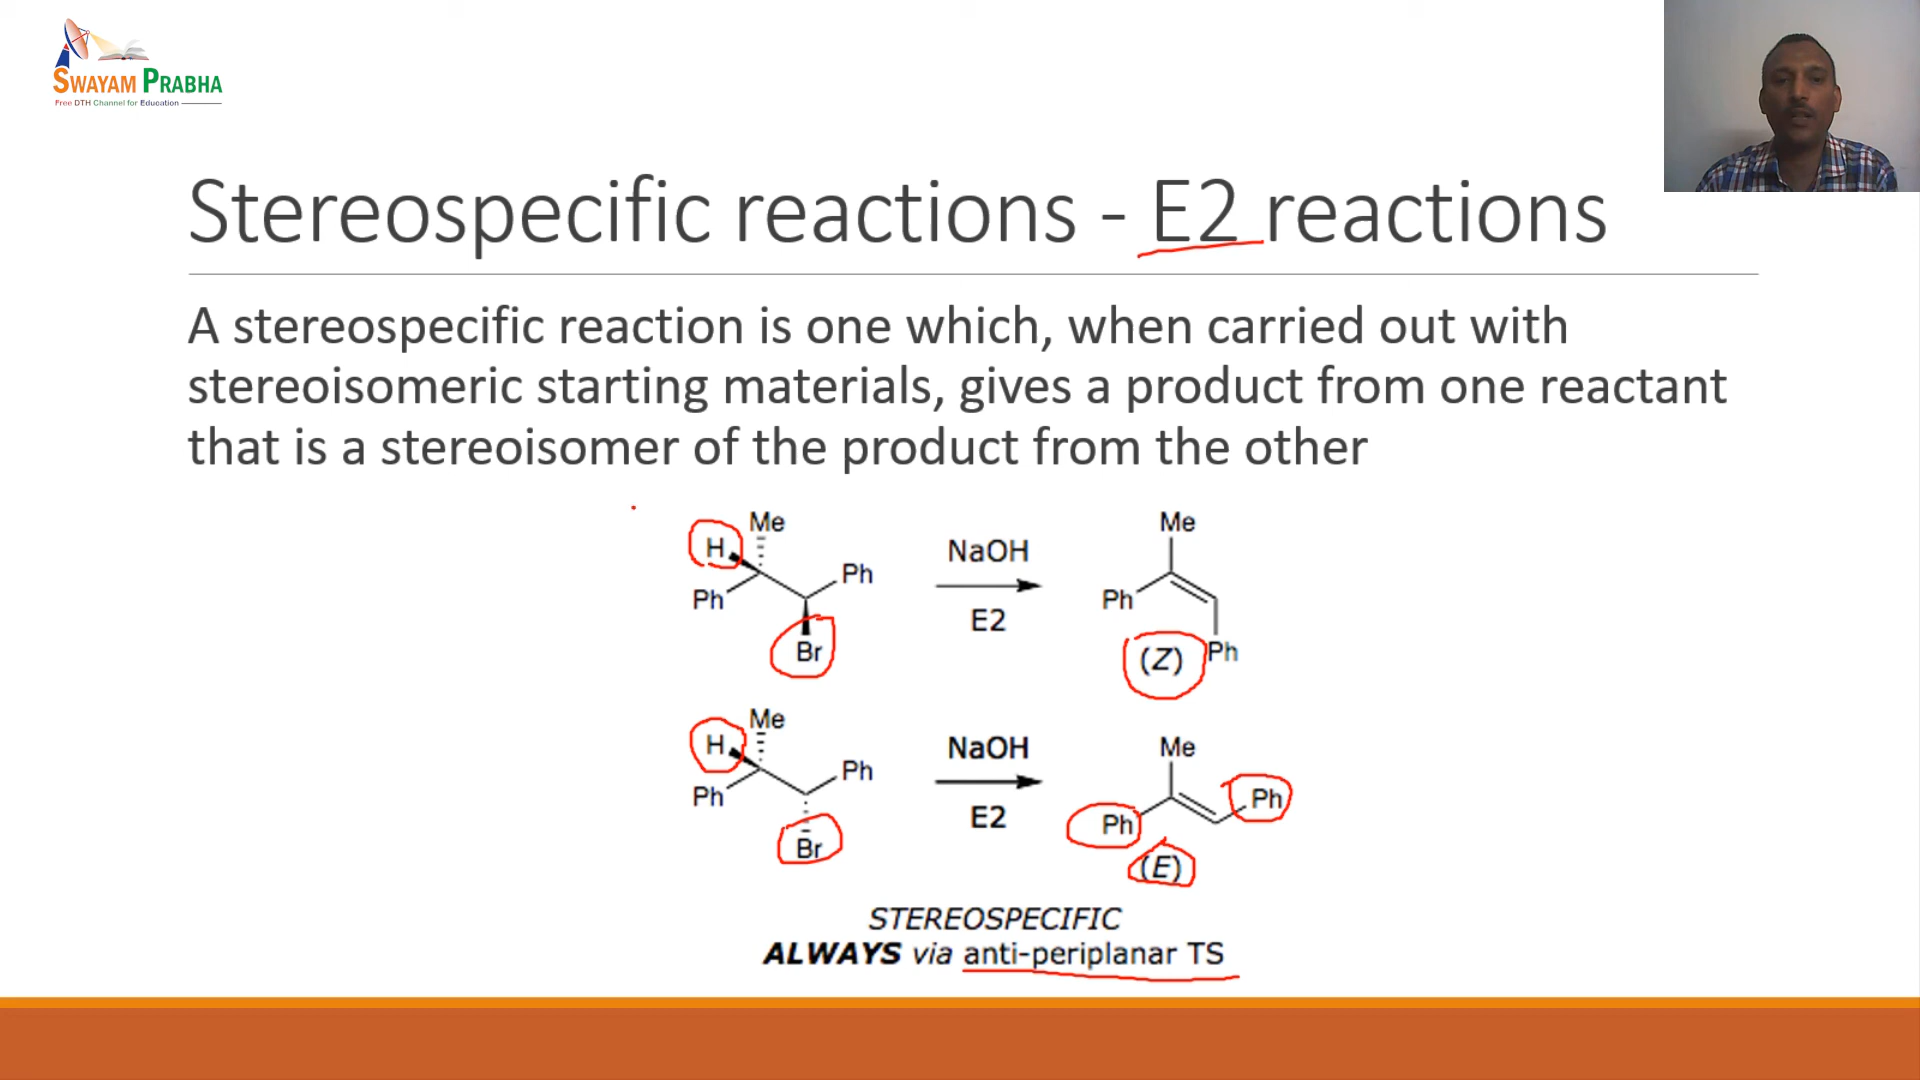 SWAYAM PRABHA
Free DTH Channel for Education
Stereospecific reactions - E2 reactions
A stereospecific reaction is one which, when carried out with
stereoisomeric starting materials, gives a product from one reactant
that is a stereoisomer of the product from the other
Me
H
Ph
Ph
Br
NaOH
E2
Me
Ph
(Z)
Ph
Me
H
Ph
Ph
Br
NaOH
E2
Me
Ph
Ph
(E)
STEREOSPECIFIC
ALWAYS via anti-periplanar TS